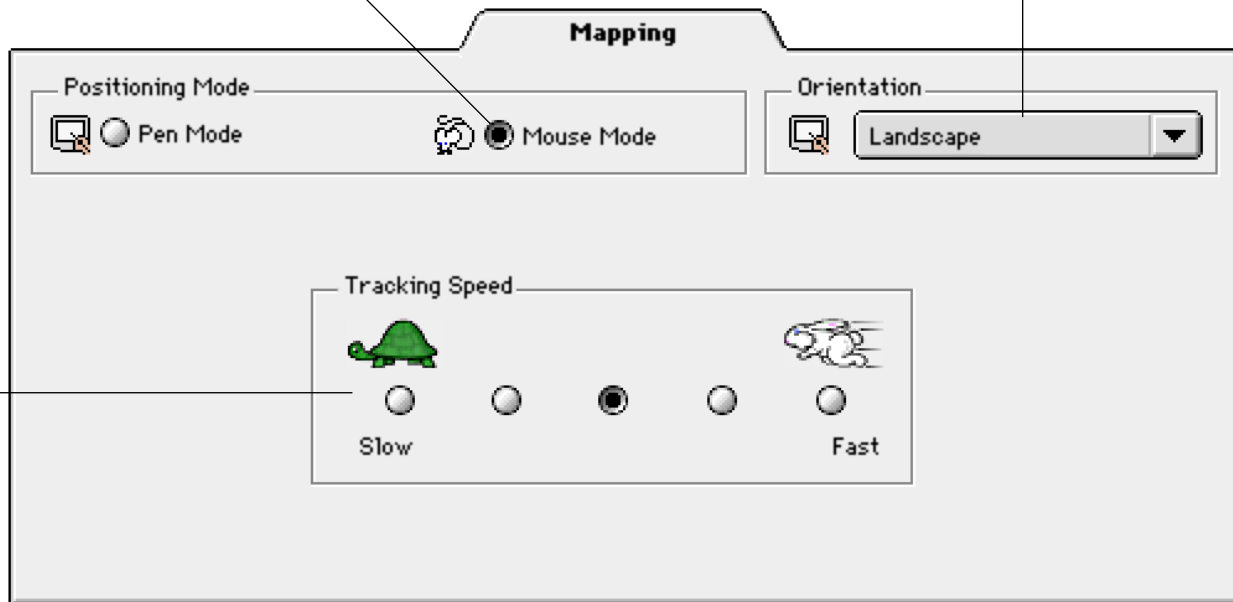 Mapping
Positioning Mode
Orientation
Pen Mode
Mouse Mode
Landscape
Tracking Speed
Slow
Fast